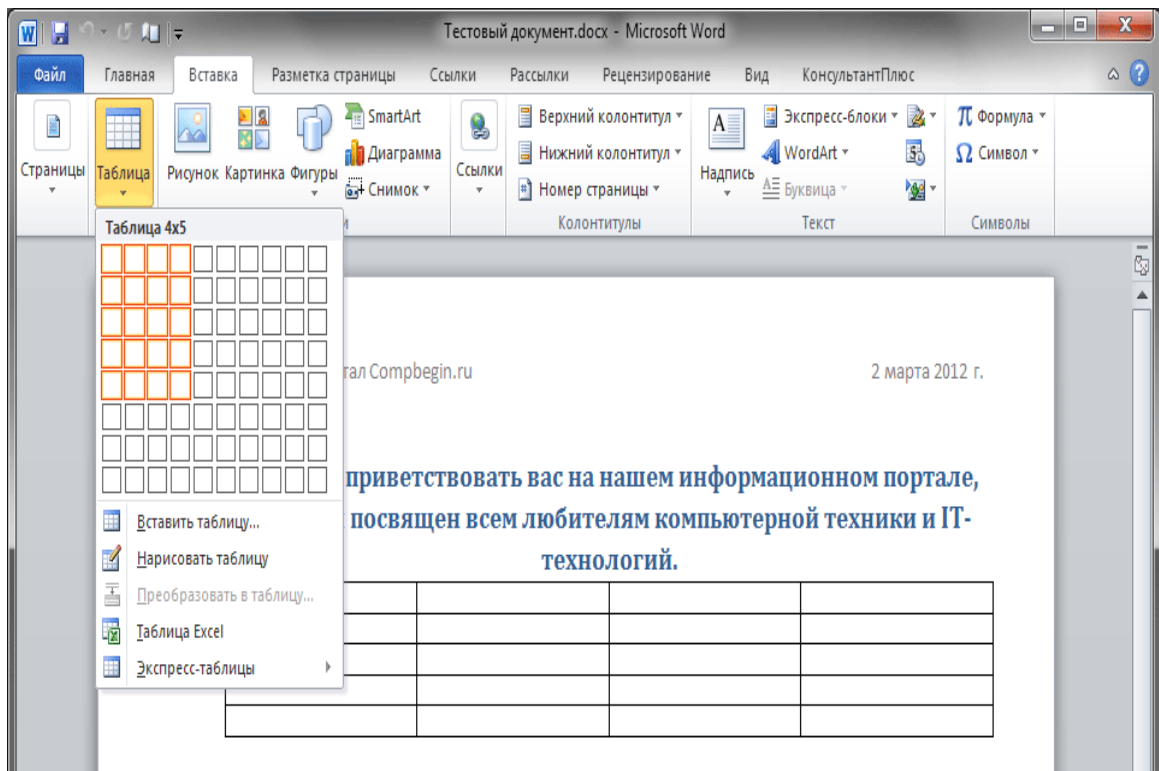 Тестовый документ.docx - Microsoft Word
Файл Главная Вставка Разметка страницы Ссылки Рассылки Рецензирование Вид КонсультантПлюс
Страницы
Таблица
Рисунок Картинка Фигуры
SmartArt
Диаграмма
Снимок
Ссылки
Верхний колонтитул
Нижний колонтитул
Номер страницы
Колонтитулы
Надпись
Экспресс-блоки
WordArt
Буквица
Текст
Формула
Символ
Символы
Таблица 4x5
Вставить таблицу...
Нарисовать таблицу
Преобразовать в таблицу...
Таблица Excel
Экспресс-таблицы
Compbegin.ru 2 марта 2012 г.
приветствовать вас на нашем информационном портале,
посвящен всем любителям компьютерной техники и IT-
технологий.